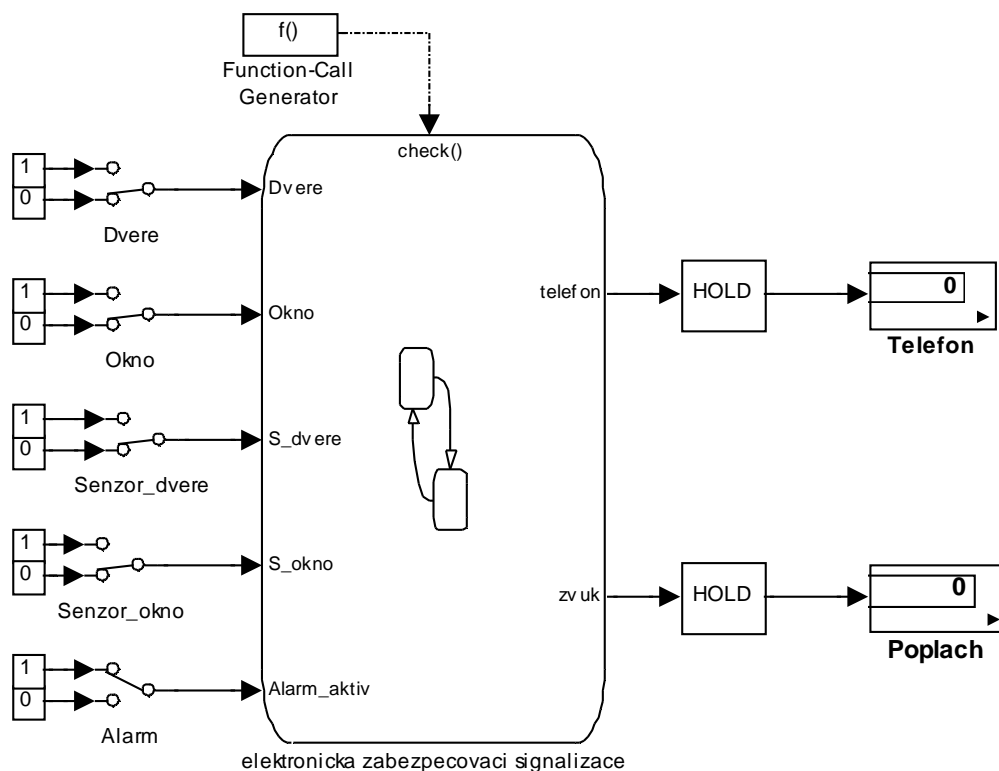 f()
Function-Call
Generator
check()
1
0
Dvere
Dvere
1
0
Okno
Okno
1
0
Senzor_dvere
S_dvere
1
0
Senzor_okno
S_okno
1
0
Alarm
Alarm_aktiv
telefon
HOLD
0
Telefon
zvuk
HOLD
0
Poplach
elektronicka zabezpecovaci signalizace